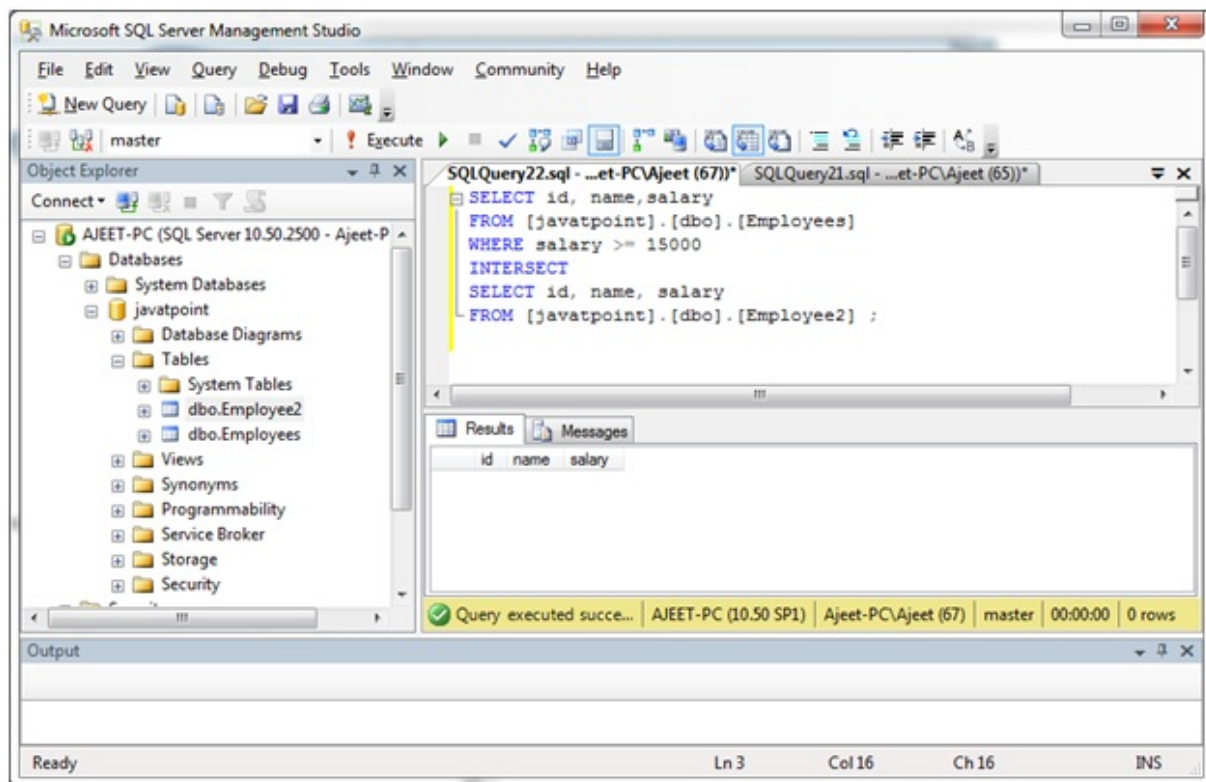 Microsoft SQL Server Management Studio
File Edit View Query Debug Tools Window Community Help
New Query
master Execute
Object Explorer
Connect
AJEET-PC (SQL Server 10.50.2500 - Ajeet-P
Databases
System Databases
javatpoint
Database Diagrams
Tables
System Tables
dbo.Employee2
dbo.Employees
Views
Synonyms
Programmability
Service Broker
Storage
Security
SQLQuery22.sql - ...et-PC\Ajeet (67))* SQLQuery21.sql - ...et-PC\Ajeet (65))*
SELECT id, name,salary
FROM [javatpoint].[dbo].[Employees]
WHERE salary >= 15000
INTERSECT
SELECT id, name, salary
FROM [javatpoint].[dbo].[Employee2] ;
Results Messages
id name salary
Query executed succe... AJEET-PC (10.50 SP1) Ajeet-PC\Ajeet (67) master 00:00:00 0 rows
Output
Ready Ln 3 Col 16 Ch 16 INS